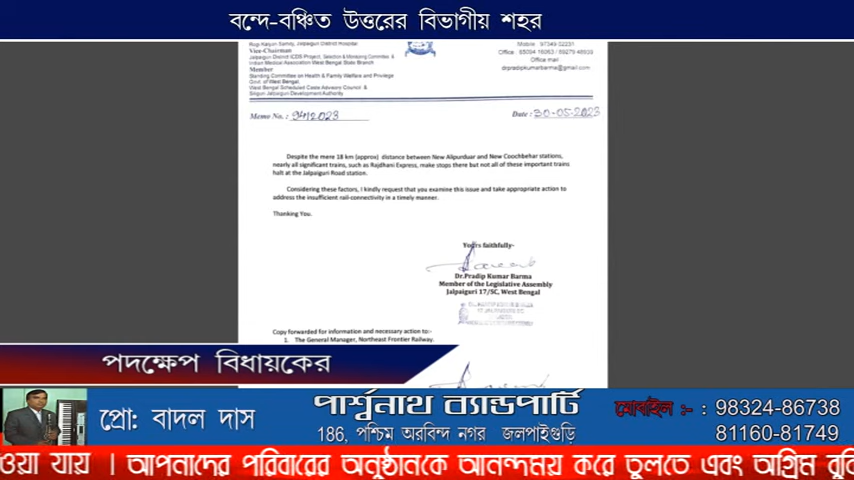 বন্দে-বঞ্চিত উত্তরের বিভাগীয় শহর
Rogi Kalyan Samity, Jalpaiguri District Hospital
Vice-Chairman
Jalpaiguri District ICDS Project, Selection & Monitoring Committee &
Indian Medical Association West Bengal State Branch
Member
Standing Committee on Health & Family Welfare and Privilege
Govt. of West Bengal,
West Bengal Scheduled Caste Advisory Council &
Siliguri Jalpaiguri Development Authority
Mobile : 97349 02231
Office : 85094 16953 / 89279 46939
Office mail
drpradipkumarbarma@gmail.com
Memo No. :
Date : 30-05-2023
Despite the mere 18 km (approx) distance between New Alipurduar and New Coochbehar stations,
nearly all significant trains, such as Rajdhani Express, make stops there but not all of these important trains
halt at the Jalpaiguri Road station.
Considering these factors, I kindly request that you examine this issue and take appropriate action to
address the insufficient rail-connectivity in a timely manner.
Thanking You.
Yours faithfully-
Dr.Pradip Kumar Barma
Member of the Legislative Assembly
Jalpaiguri 17/SC, West Bengal
Copy forwarded for information and necessary action to:-
1. The General Manager, Northeast Frontier Railway.
পদক্ষেপ বিধায়কের
প্রো: বাদল দাস
পার্শ্বনাথ ব্যান্ডপার্টি
186, পশ্চিম অরবিন্দ নগর জলপাইগুড়ি
মোবাইল :- : 98324-86738
81160-81749
ওয়া যায় । আপনাদের পরিবারের অনুষ্ঠানকে আনন্দময় করে তুলতে এবং অগ্রিম বুকি